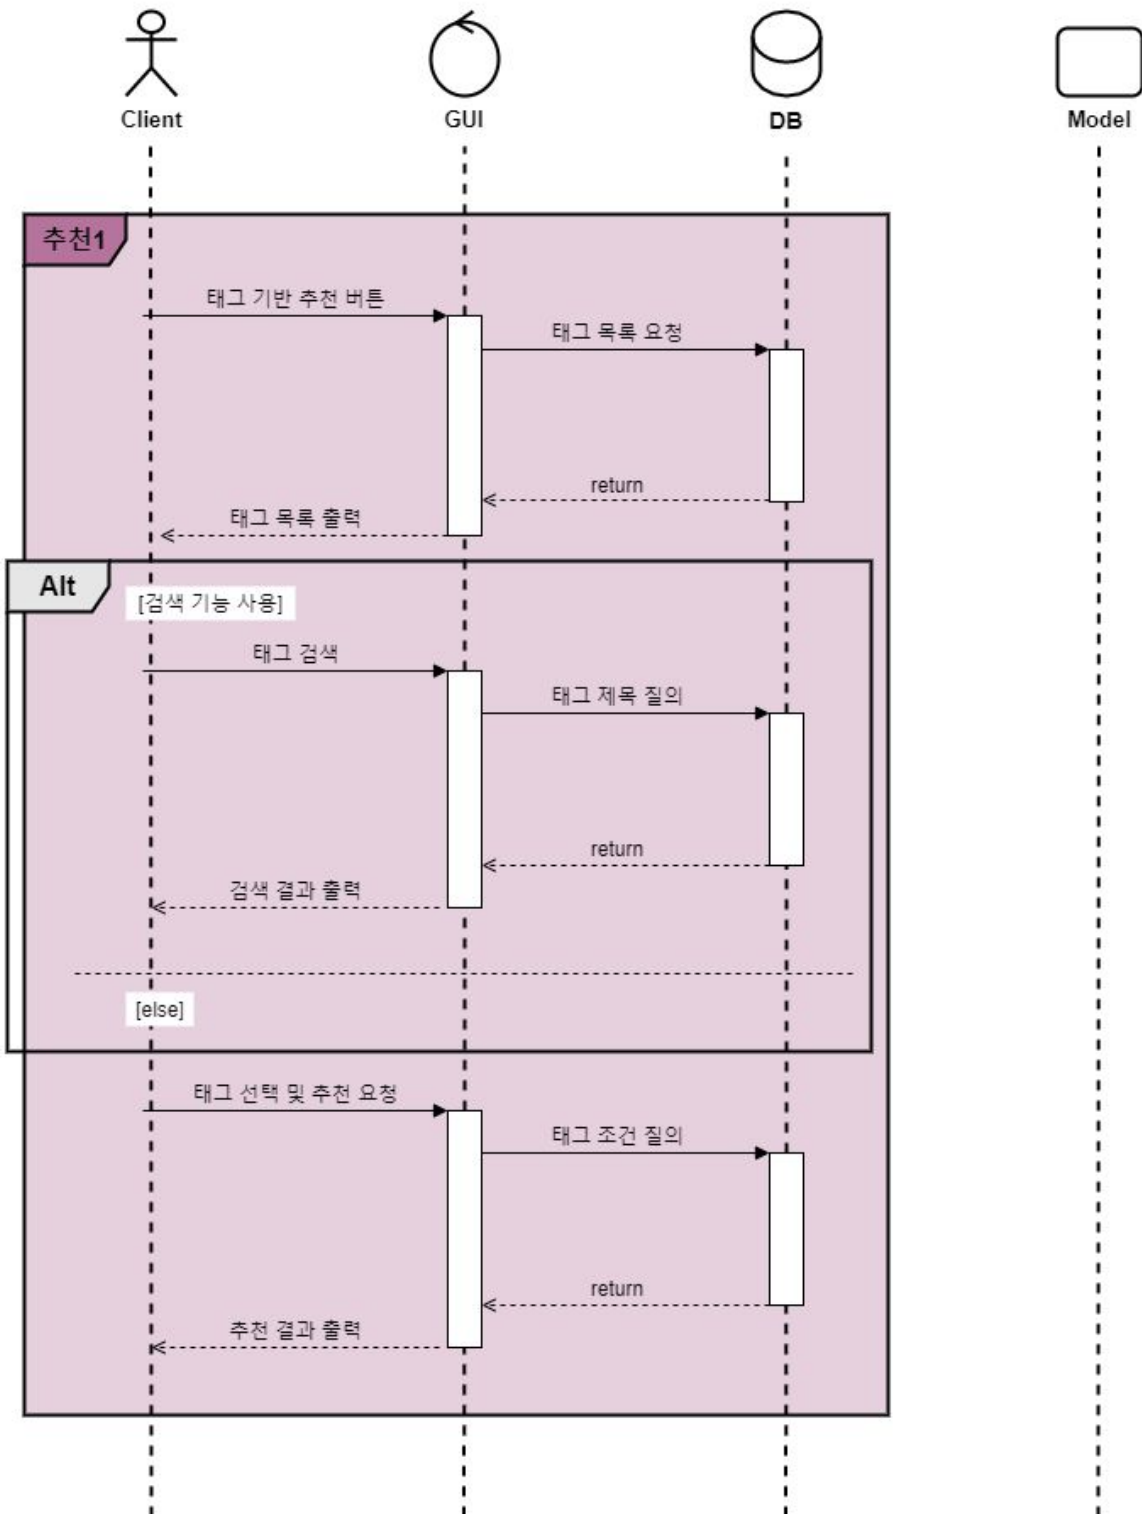 Client
GUI
DB
Model
추천1
태그 기반 추천 버튼
태그 목록 요청
return
태그 목록 출력
Alt
[검색 기능 사용]
태그 검색
태그 제목 질의
return
검색 결과 출력
[else]
태그 선택 및 추천 요청
태그 조건 질의
return
추천 결과 출력